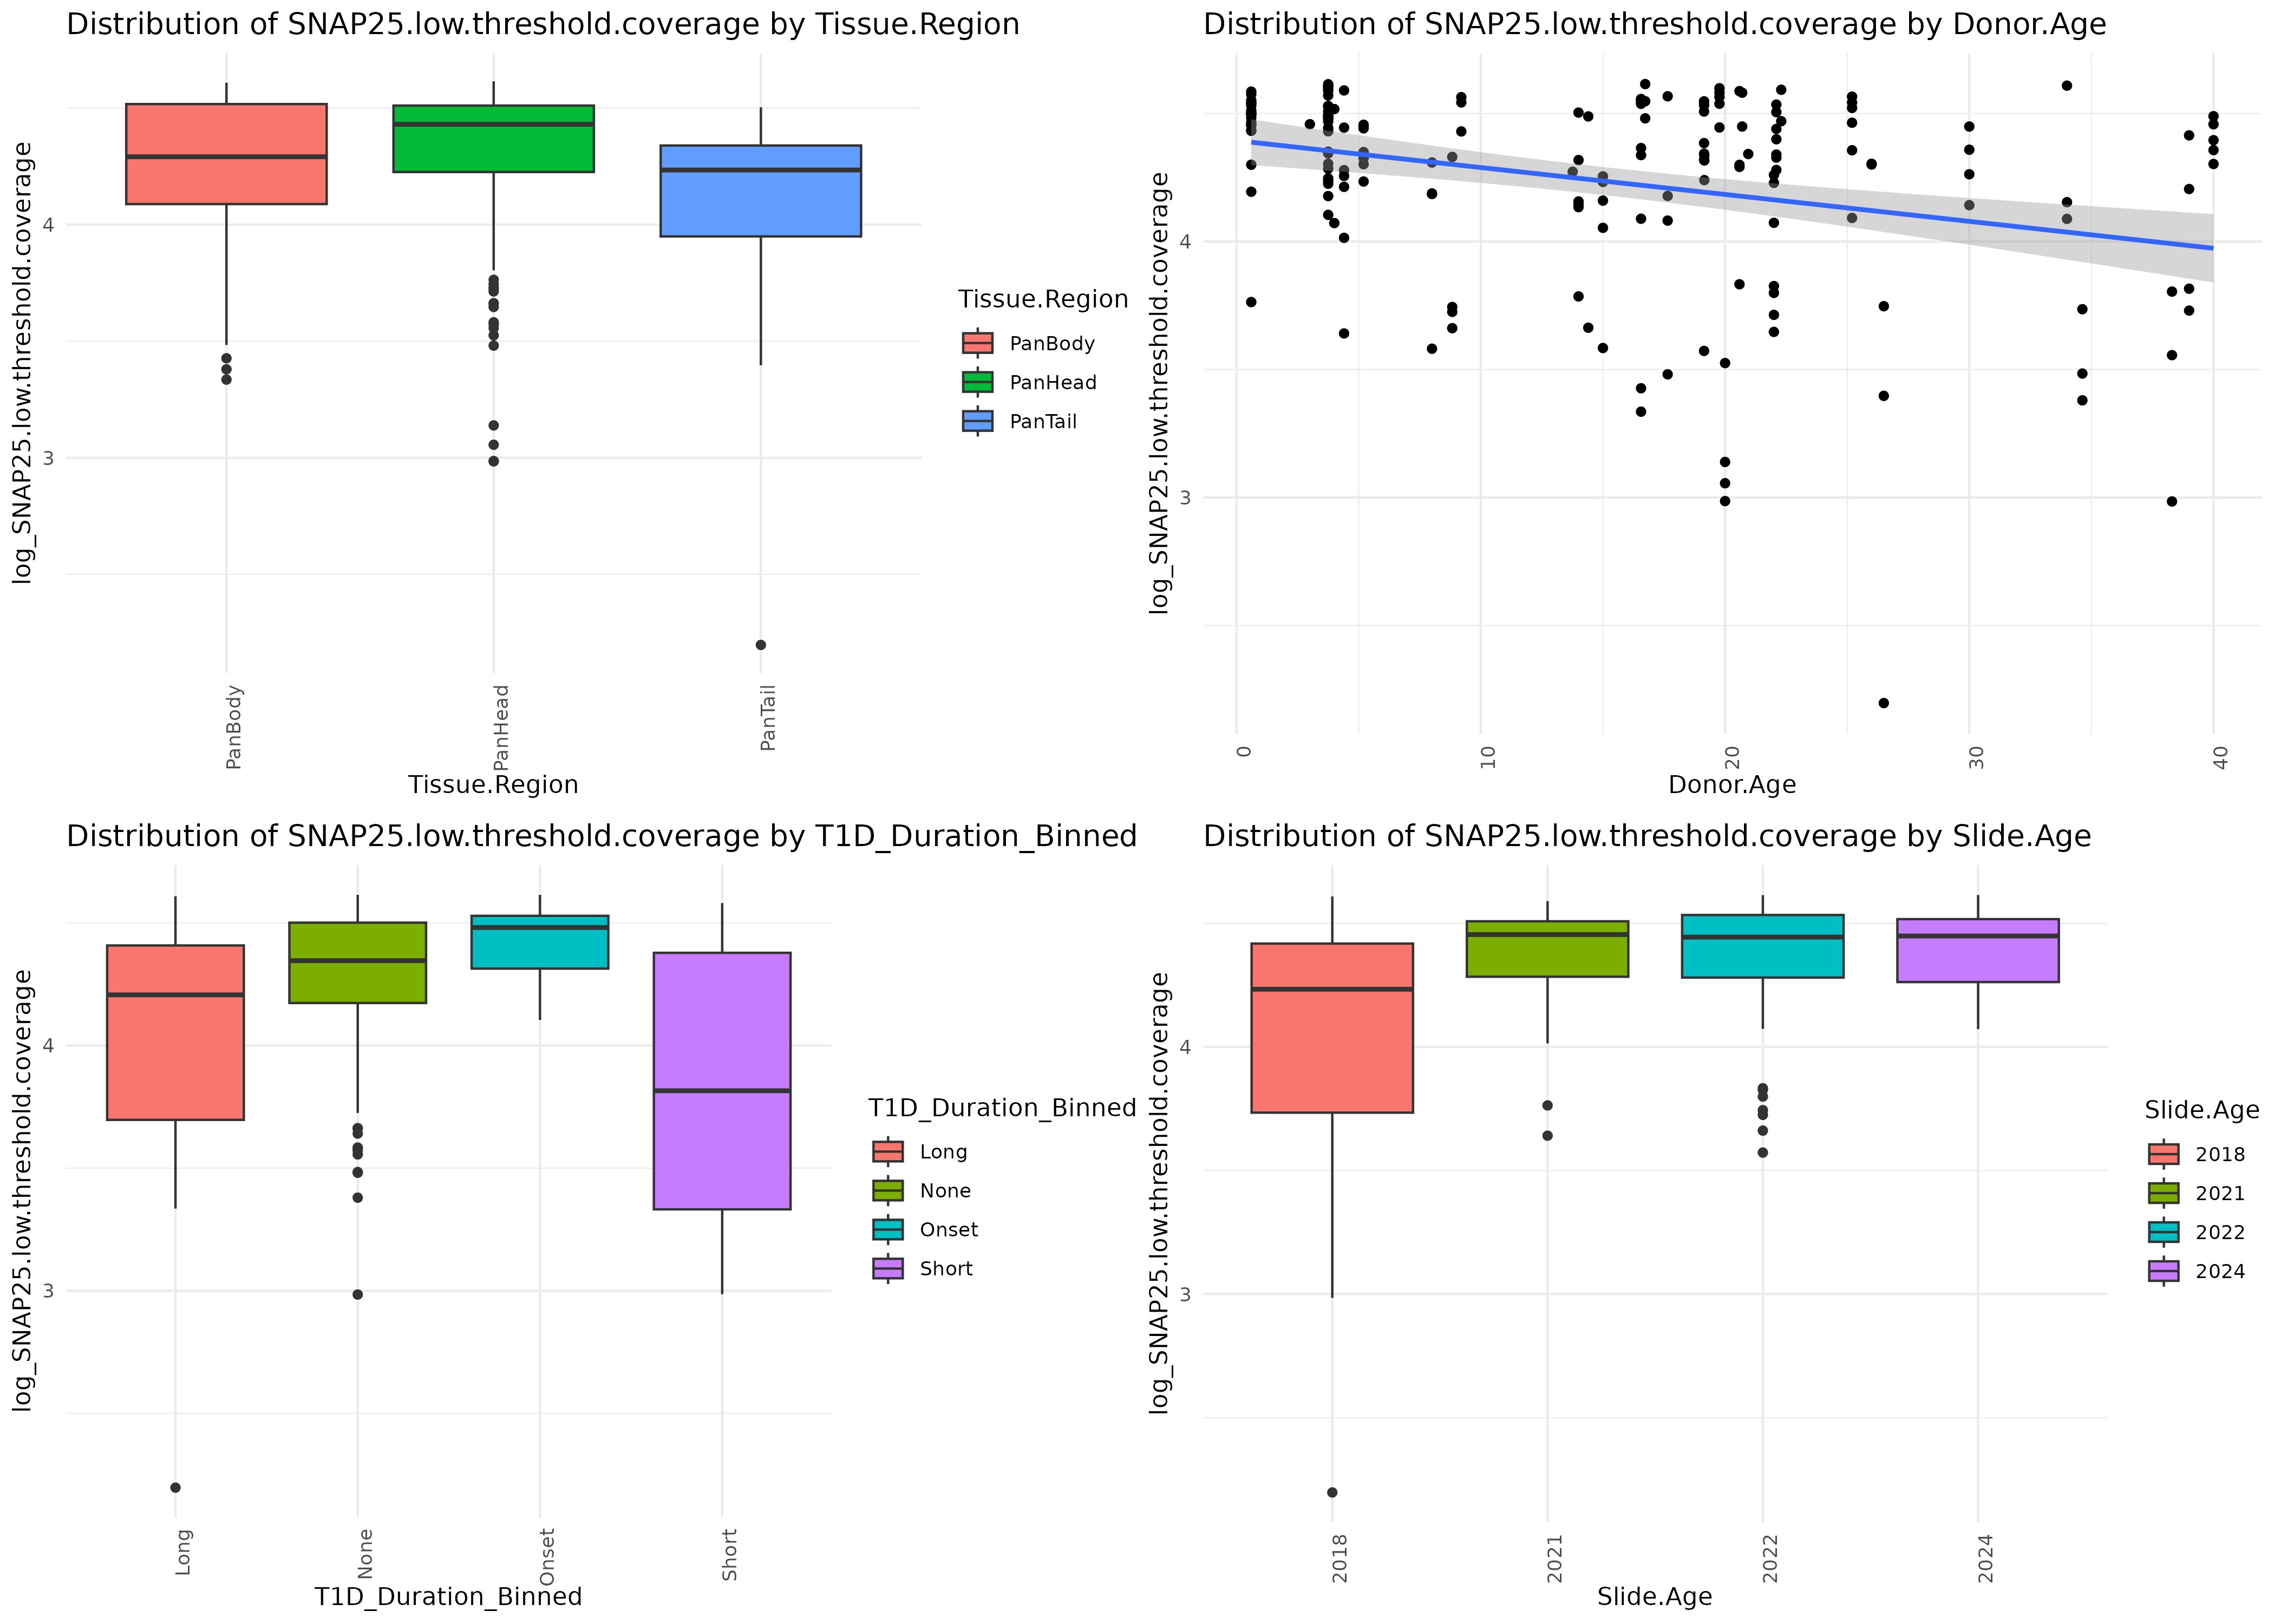 Distribution of SNAP25.low.threshold.coverage by Tissue.Region
log_SNAP25.low.threshold.coverage
4
3
PanBody
PanHead
PanTail
Tissue.Region
Tissue.Region
PanBody
PanHead
PanTail
Distribution of SNAP25.low.threshold.coverage by Donor.Age
log_SNAP25.low.threshold.coverage
4
3
0
10
20
30
40
Donor.Age
Distribution of SNAP25.low.threshold.coverage by T1D_Duration_Binned
log_SNAP25.low.threshold.coverage
4
3
Long
None
Onset
Short
T1D_Duration_Binned
T1D_Duration_Binned
Long
None
Onset
Short
Distribution of SNAP25.low.threshold.coverage by Slide.Age
log_SNAP25.low.threshold.coverage
4
3
2018
2021
2022
2024
Slide.Age
Slide.Age
2018
2021
2022
2024